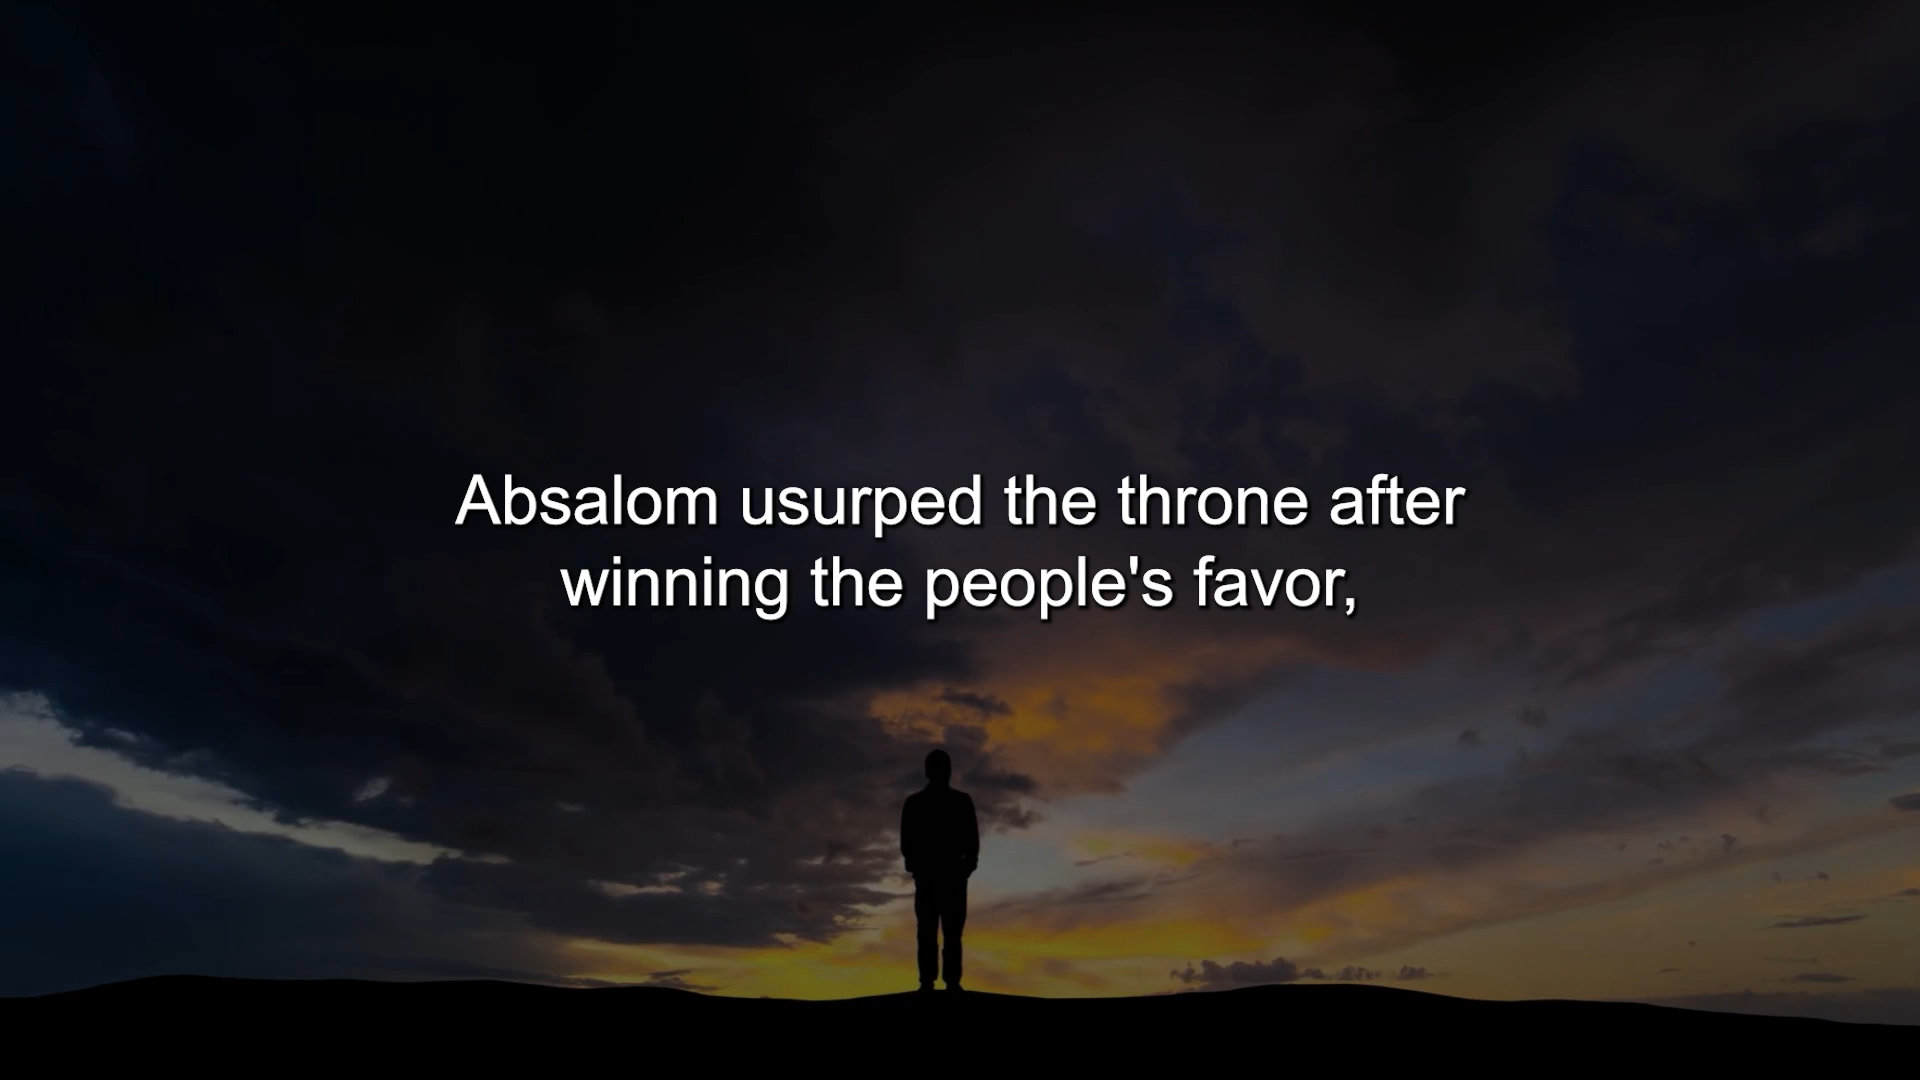 Absalom usurped the throne after
winning the people's favor,